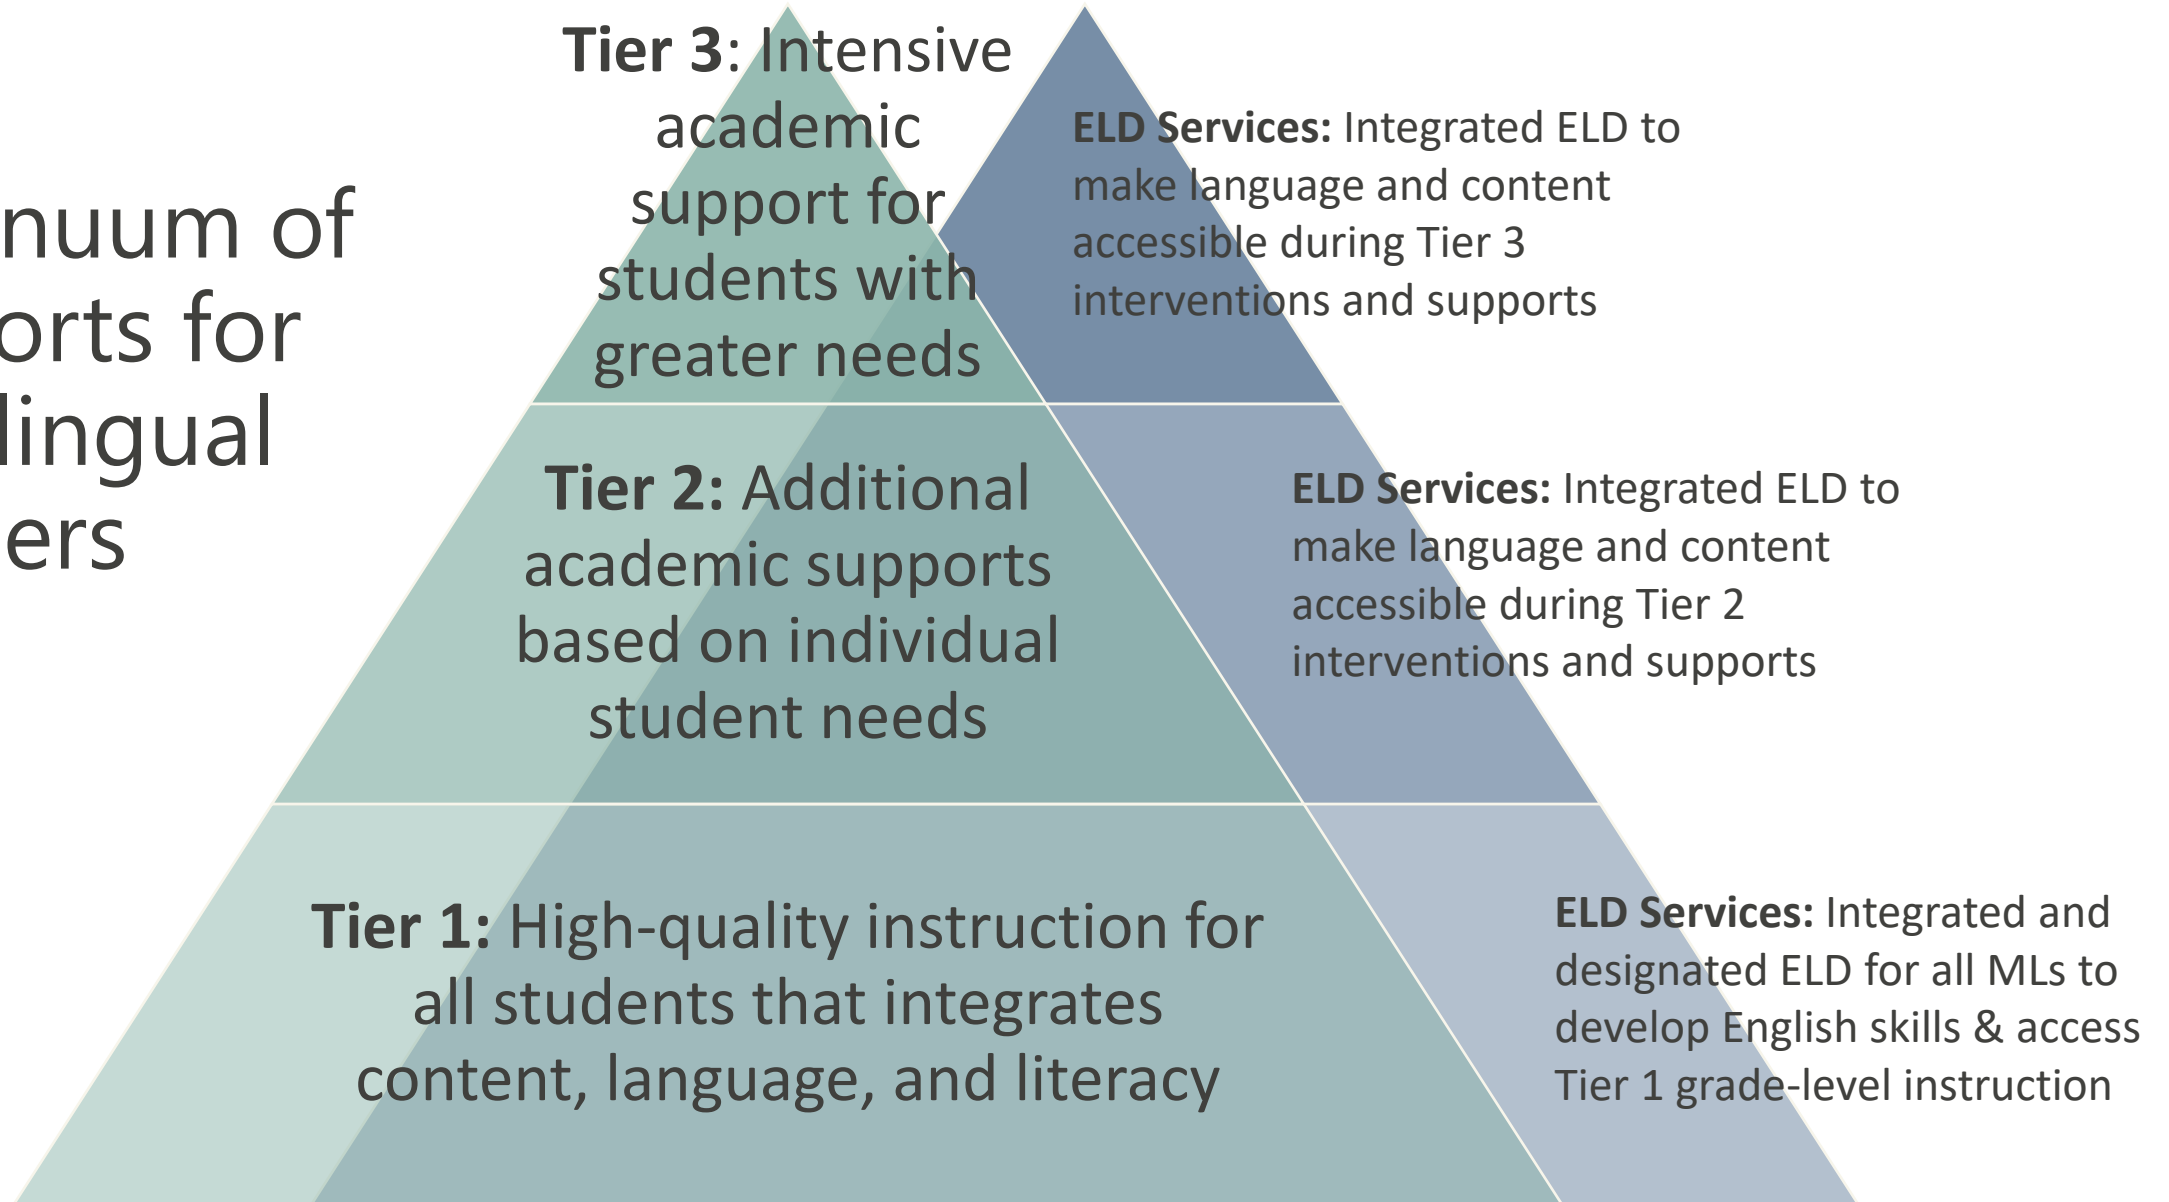 nuum of
orts for
lingual
ers
Tier 3: Intensive
academic
support for
students with
greater needs
ELD Services: Integrated ELD to
make language and content
accessible during Tier 3
interventions and supports
Tier 2: Additional
academic supports
based on individual
student needs
ELD Services: Integrated ELD to
make language and content
accessible during Tier 2
interventions and supports
Tier 1: High-quality instruction for
all students that integrates
content, language, and literacy
ELD Services: Integrated and
designated ELD for all MLs to
develop English skills & access
Tier 1 grade-level instruction